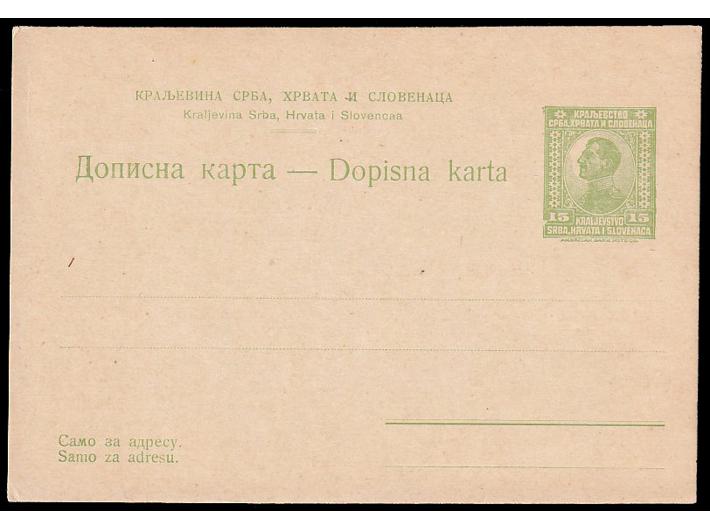 КРАЉЕВИНА СРБА, ХРВАТА И СЛОВЕНАЦА
Kraljevina Srba, Hrvata i Slovenaca
Дописна карта — Dopisna karta
КРАЉЕВСТВО
СРБА, ХРВАТА И СЛОВЕНАЦА
15 KRALJEVSTVO 15
SRBA, HRVATA I SLOVENACA
Само за адресу.
Samo za adresu.